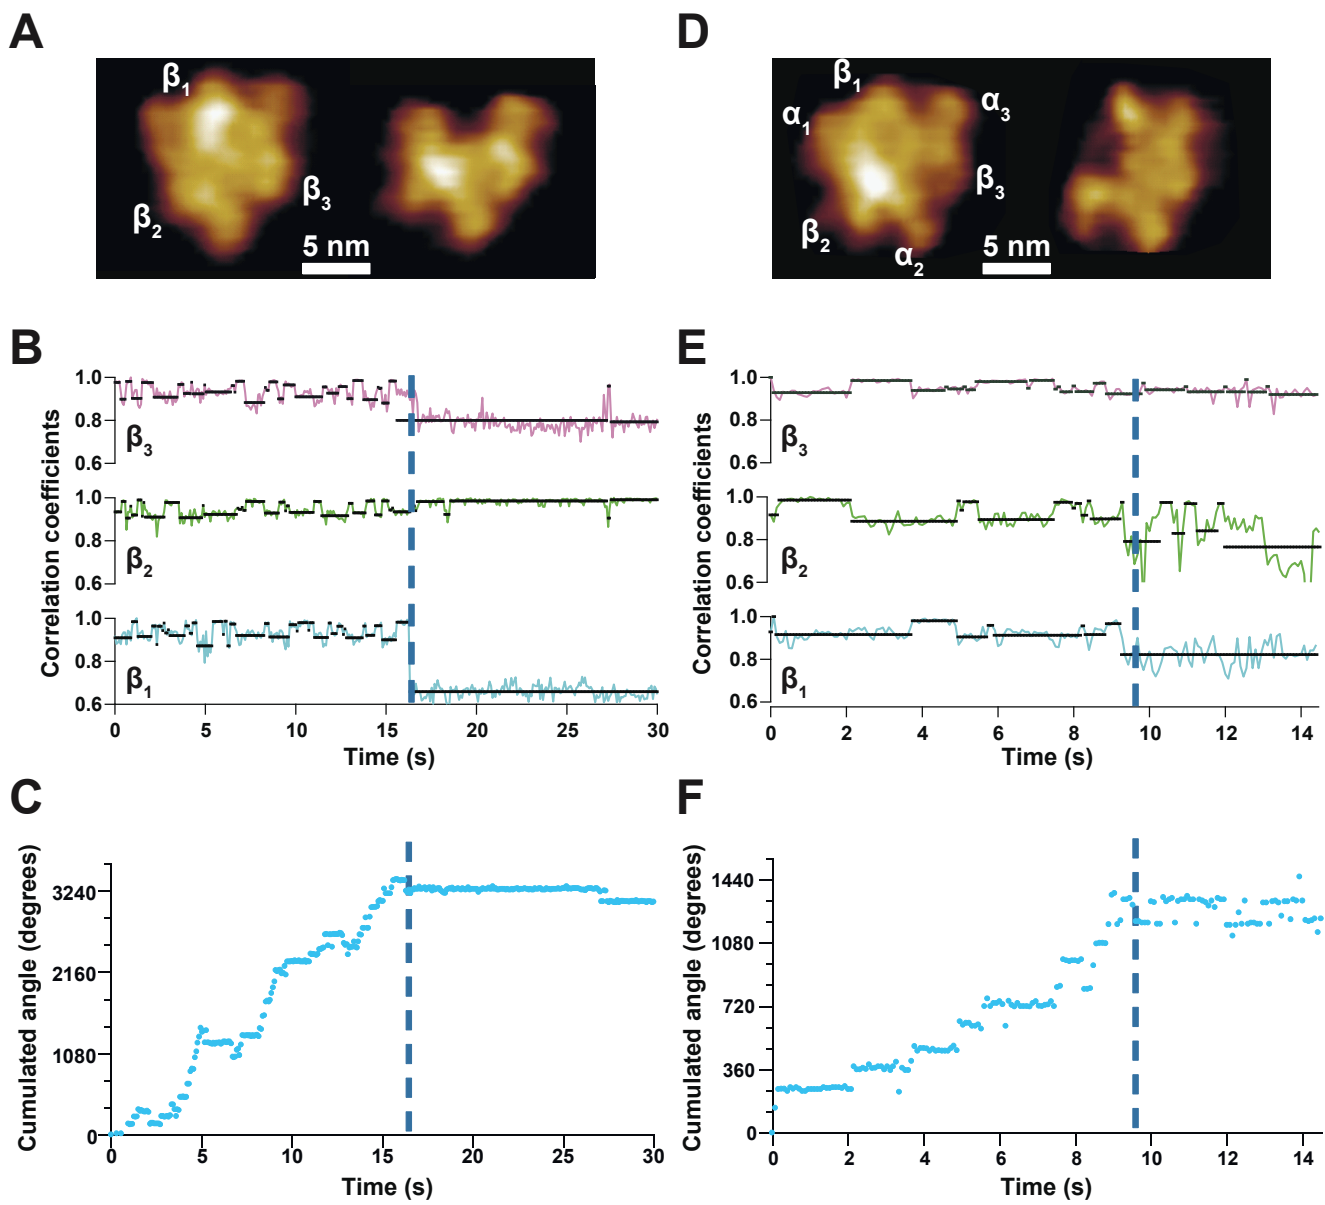 A
β1
β2
β3
5 nm
D
β1
α1
α3
β3
β2
α2
5 nm
B
Correlation coefficients
1.0
0.8
0.6
β3
1.0
0.8
0.6
β2
1.0
0.8
0.6
β1
0 5 10 15 20 25 30
Time (s)
E
Correlation coefficients
1.0
0.8
0.6
β3
1.0
0.8
0.6
β2
1.0
0.8
0.6
β1
0 2 4 6 8 10 12 14
Time (s)
C
Cumulated angle (degrees)
3240
2160
1080
0
0 5 10 15 20 25 30
Time (s)
F
Cumulated angle (degrees)
1440
1080
720
360
0
0 2 4 6 8 10 12 14
Time (s)